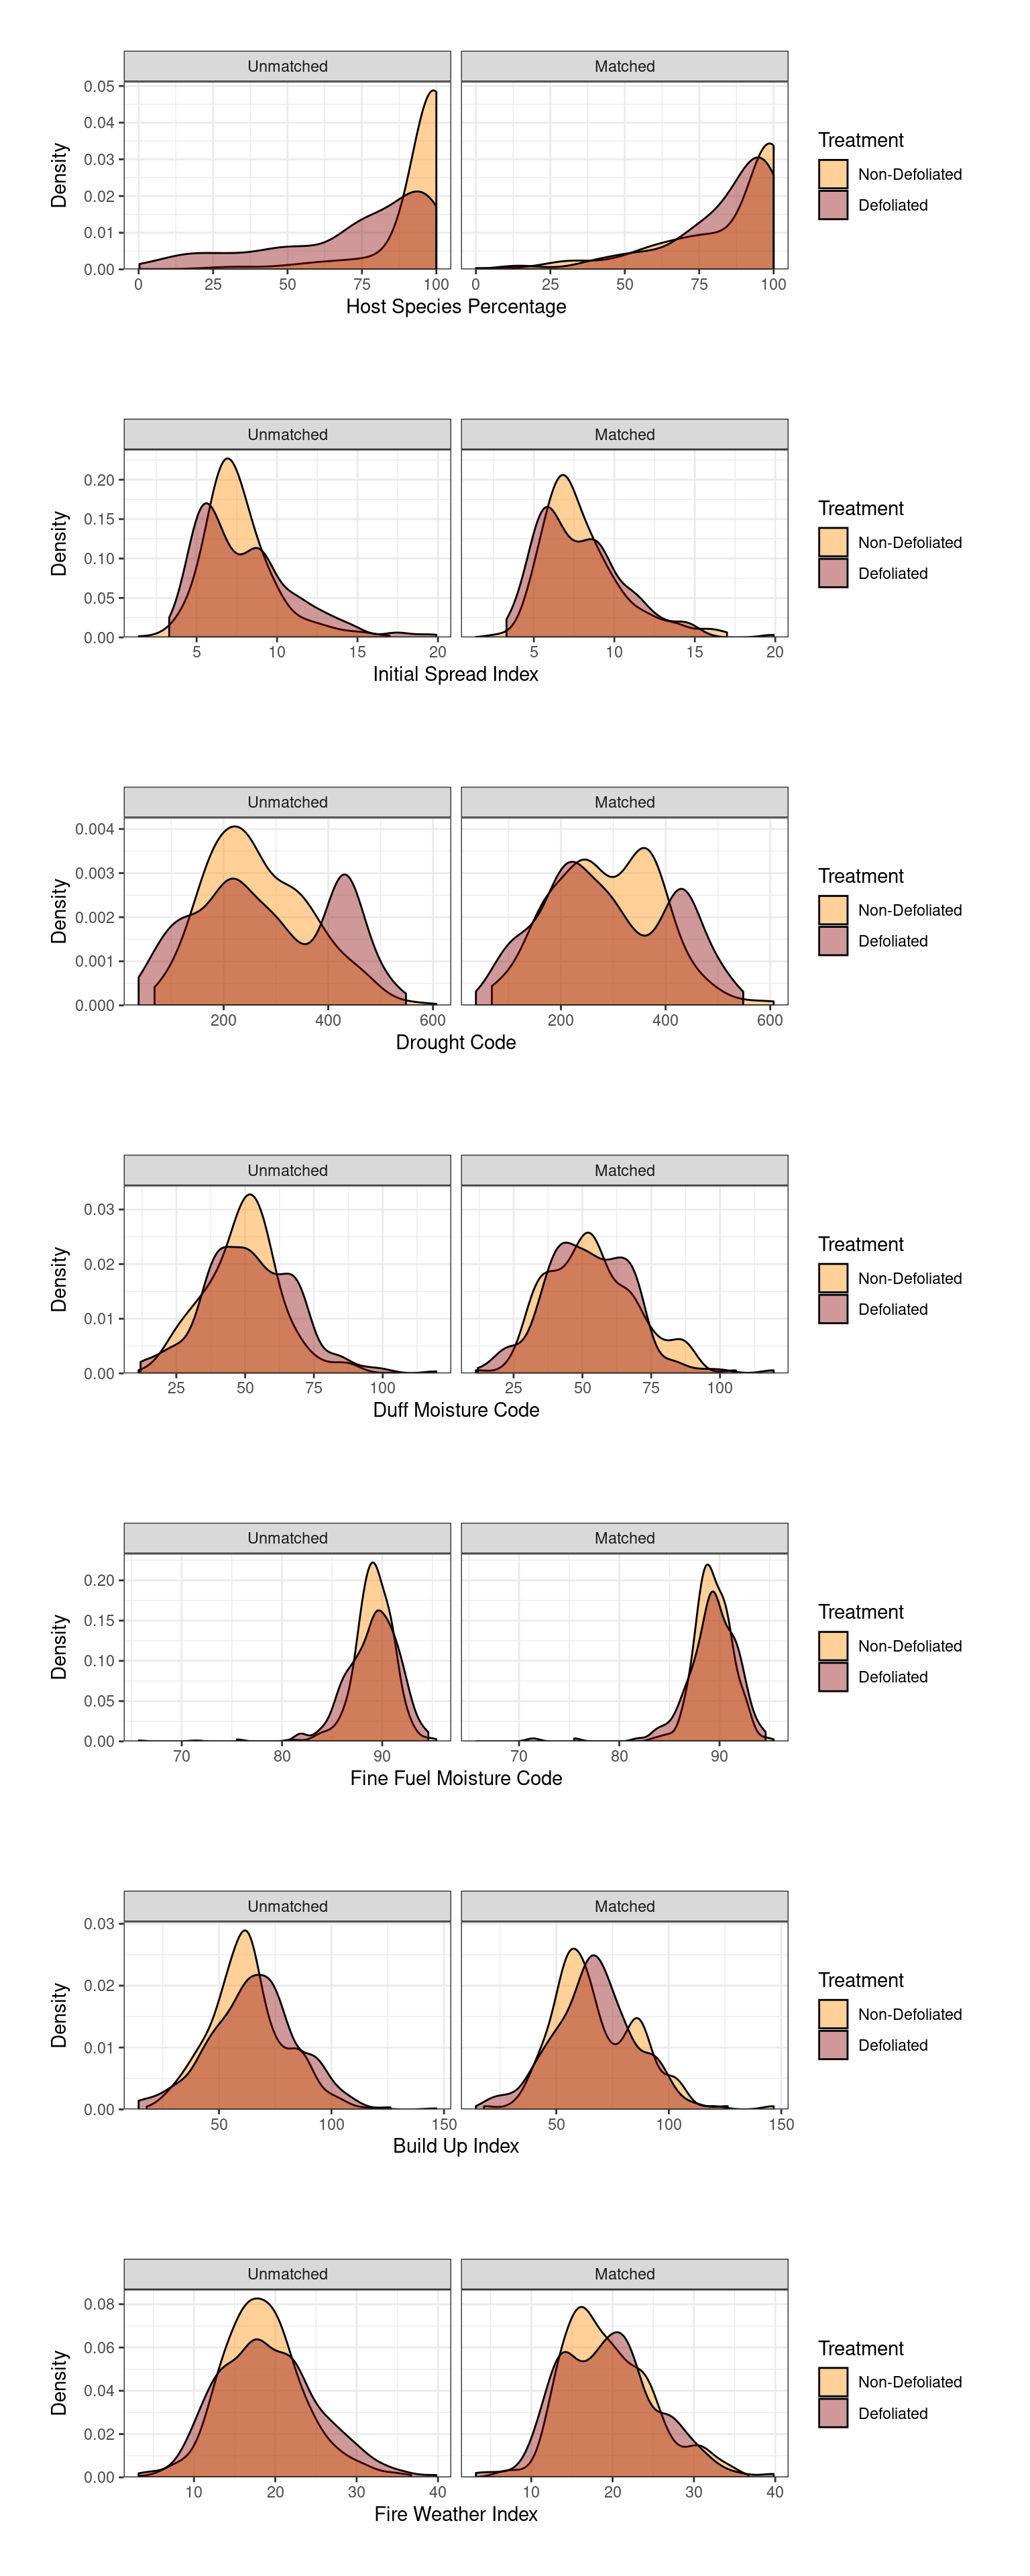 Unmatched Matched
0.05
0.04
0.03
0.02
0.01
0.00
Density
0 25 50 75 100 0 25 50 75 100
Host Species Percentage
Treatment
Non-Defoliated
Defoliated
Unmatched Matched
0.20
0.15
0.10
0.05
0.00
Density
5 10 15 20 5 10 15 20
Initial Spread Index
Treatment
Non-Defoliated
Defoliated
Unmatched Matched
0.004
0.003
0.002
0.001
0.000
Density
200 400 600 200 400 600
Drought Code
Treatment
Non-Defoliated
Defoliated
Unmatched Matched
0.03
0.02
0.01
0.00
Density
25 50 75 100 25 50 75 100
Duff Moisture Code
Treatment
Non-Defoliated
Defoliated
Unmatched Matched
0.20
0.15
0.10
0.05
0.00
Density
70 80 90 70 80 90
Fine Fuel Moisture Code
Treatment
Non-Defoliated
Defoliated
Unmatched Matched
0.03
0.02
0.01
0.00
Density
50 100 150 50 100 150
Build Up Index
Treatment
Non-Defoliated
Defoliated
Unmatched Matched
0.08
0.06
0.04
0.02
0.00
Density
10 20 30 40 10 20 30 40
Fire Weather Index
Treatment
Non-Defoliated
Defoliated